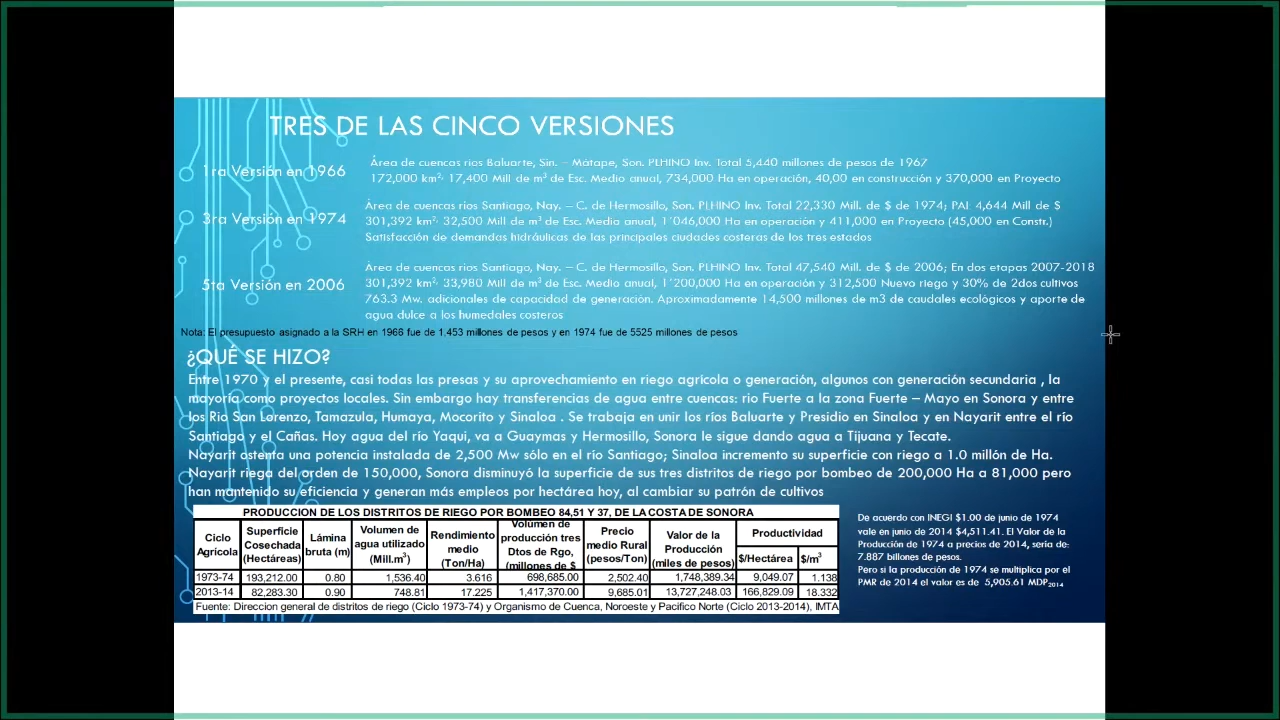 TRES DE LAS CINCO VERSIONES
1ra Versión en 1966
Área de cuencas rios Baluarte, Sin. – Mátape, Son. PLHINO Inv. Total 5,440 millones de pesos de 1967
172,000 km², 17,400 Mill de m³ de Esc. Medio anual, 734,000 Ha en operación, 40,00 en construcción y 370,000 en Proyecto
3ra Versión en 1974
Área de cuencas rios Santiago, Nay. – C. de Hermosillo, Son. PLHINO Inv. Total 22,330 Mill. de $ de 1974; PAI 4,644 Mill de $
301,392 km², 32,500 Mill de m³ de Esc. Medio anual, 1´046,000 Ha en operación y 411,000 en Proyecto (45,000 en Constr.)
Satisfacción de demandas hidráulicas de las principales ciudades costeras de los tres estados
5ta Versión en 2006
Área de cuencas rios Santiago, Nay. – C. de Hermosillo, Son. PLHINO Inv. Total 47,540 Mill. de $ de 2006; En dos etapas 2007-2018
301,392 km², 33,980 Mill de m³ de Esc. Medio anual, 1´200,000 Ha en operación y 312,500 Nuevo riego y 30% de 2dos cultivos
763.3 Mw. adicionales de capacidad de generación. Aproximadamente 14,500 millones de m3 de caudales ecológicos y aporte de
agua dulce a los humedales costeros
Nota: El presupuesto asignado a la SRH en 1966 fue de 1,453 millones de pesos y en 1974 fue de 5525 millones de pesos
¿QUÉ SE HIZO?
Entre 1970 y el presente, casi todas las presas y su aprovechamiento en riego agrícola o generación, algunos con generación secundaria , la
mayoría como proyectos locales. Sin embargo hay transferencias de agua entre cuencas: rio Fuerte a la zona Fuerte – Mayo en Sonora y entre
los Rio San Lorenzo, Tamazula, Humaya, Mocorito y Sinaloa . Se trabaja en unir los ríos Baluarte y Presidio en Sinaloa y en Nayarit entre el río
Santiago y el Cañas. Hoy agua del río Yaqui, va a Guaymas y Hermosillo, Sonora le sigue dando agua a Tijuana y Tecate.
Nayarit ostenta una potencia instalada de 2,500 Mw sólo en el río Santiago; Sinaloa incremento su superficie con riego a 1.0 millón de Ha.
Nayarit riega del orden de 150,000, Sonora disminuyó la superficie de sus tres distritos de riego por bombeo de 200,000 Ha a 81,000 pero
han mantenido su eficiencia y generan más empleos por hectárea hoy, al cambiar su patrón de cultivos
PRODUCCION DE LOS DISTRITOS DE RIEGO POR BOMBEO 84,51 Y 37, DE LA COSTA DE SONORA
Ciclo Agrícola Superficie Cosechada (Hectáreas) Lámina bruta (m) Volumen de agua utilizado (Mill.m³) Rendimiento medio (Ton/Ha) Volumen de producción tres Dtos de Rgo, (millones de $ Precio medio Rural (pesos/Ton) Valor de la Producción (miles de pesos) Productividad $/Hectárea $/m³
1973-74 193,212.00 0.80 1,536.40 3.616 698,685.00 2,502.40 1,748,389.34 9,049.07 1.138
2013-14 82,283.30 0.90 748.81 17.225 1,417,370.00 9,685.01 13,727,248.03 166,829.09 18.332
Fuente: Direccion general de distritos de riego (Ciclo 1973-74) y Organismo de Cuenca, Noroeste y Pacifico Norte (Ciclo 2013-2014), IMTA
De acuerdo con INEGI $1.00 de junio de 1974
vale en junio de 2014 $4,511.41. El Valor de la
Producción de 1974 a precios de 2014, seria de:
7.887 billones de pesos.
Pero si la producción de 1974 se multiplica por el
PMR de 2014 el valor es de 5,905.61 MDP₂₀₁₄